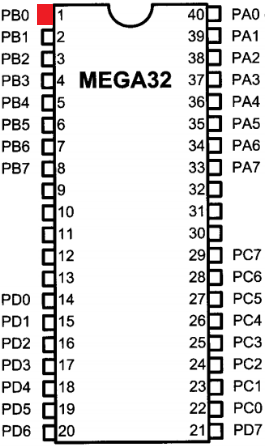 PB0 1 40 PA0
PB1 2 39 PA1
PB2 3 38 PA2
PB3 4 MEGA32 37 PA3
PB4 5 36 PA4
PB5 6 35 PA5
PB6 7 34 PA6
PB7 8 33 PA7
9 32
10 31
11 30
12 29 PC7
13 28 PC6
PD0 14 27 PC5
PD1 15 26 PC4
PD2 16 25 PC3
PD3 17 24 PC2
PD4 18 23 PC1
PD5 19 22 PC0
PD6 20 21 PD7